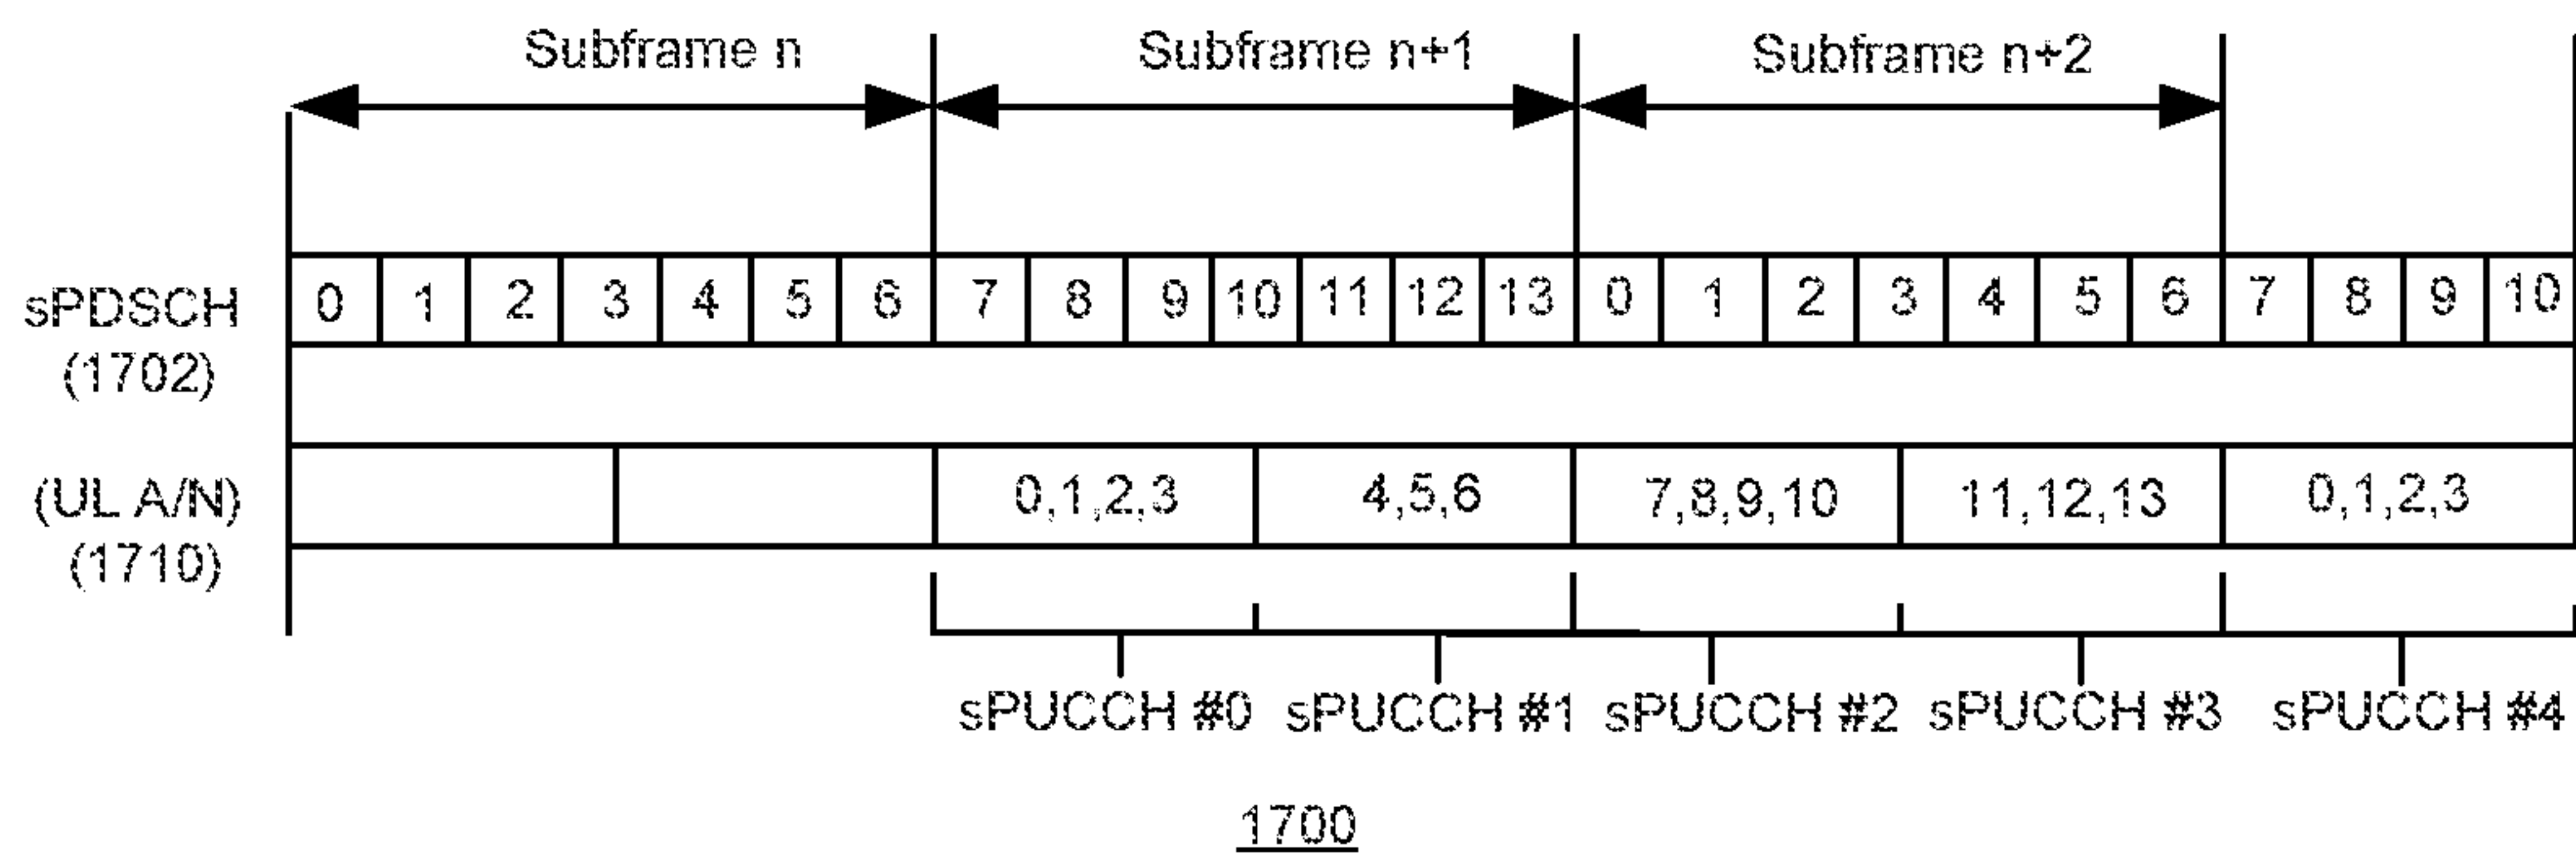 Subframe n Subframe n+1 Subframe n+2
sPDSCH 0 1 2 3 4 5 6 7 8 9 10 11 12 13 0 1 2 3 4 5 6 7 8 9 10
(1702)
(UL A/N) 0,1,2,3 4,5,6 7,8,9,10 11,12,13 0,1,2,3
(1710)
sPUCCH #0 sPUCCH #1 sPUCCH #2 sPUCCH #3 sPUCCH #4
1700